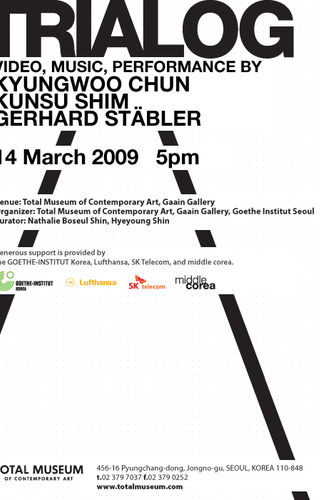 TRIALOG
VIDEO, MUSIC, PERFORMANCE BY
KYUNGWOO CHUN
KUNSU SHIM
GERHARD STÄBLER
14 March 2009 5pm
enue: Total Museum of Contemporary Art, Gaain Gallery
Organizer: Total Museum of Contemporary Art, Gaain Gallery, Goethe Institut Seoul
urator: Nathalie Boseul Shin, Hyeyoung Shin
enerous support is provided by
he GOETHE-INSTITUT Korea, Lufthansa, SK Telecom, and middle corea.
GOETHE-INSTITUT
KOREA
Lufthansa
SK telecom
middle
corea
TOTAL MUSEUM
OF CONTEMPORARY ART
456-16 Pyungchang-dong, Jongno-gu, SEOUL, KOREA 110-848
t.02 379 7037 f.02 379 0252
www.totalmuseum.com